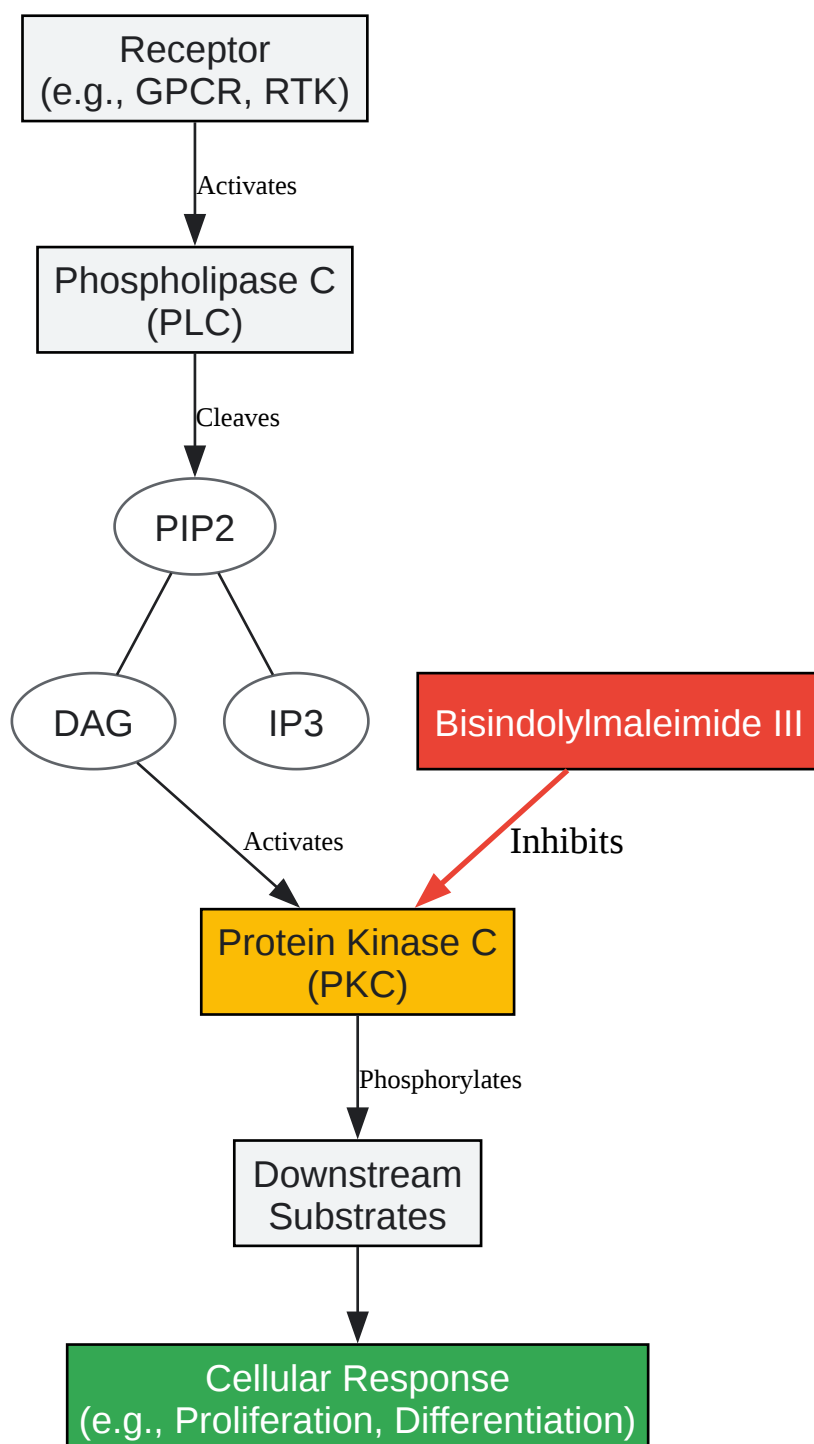 Receptor
(e.g., GPCR, RTK)
Activates
Phospholipase C
(PLC)
Cleaves
PIP2
DAG
IP3
Bisindolylmaleimide III
Activates
Inhibits
Protein Kinase C
(PKC)
Phosphorylates
Downstream
Substrates
Cellular Response
(e.g., Proliferation, Differentiation)